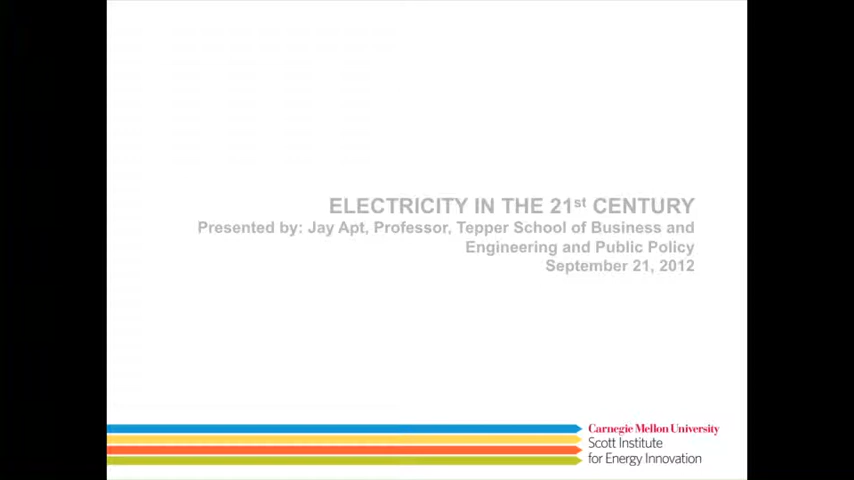 ELECTRICITY IN THE 21st CENTURY
Presented by: Jay Apt, Professor, Tepper School of Business and
Engineering and Public Policy
September 21, 2012
Carnegie Mellon University
Scott Institute
for Energy Innovation